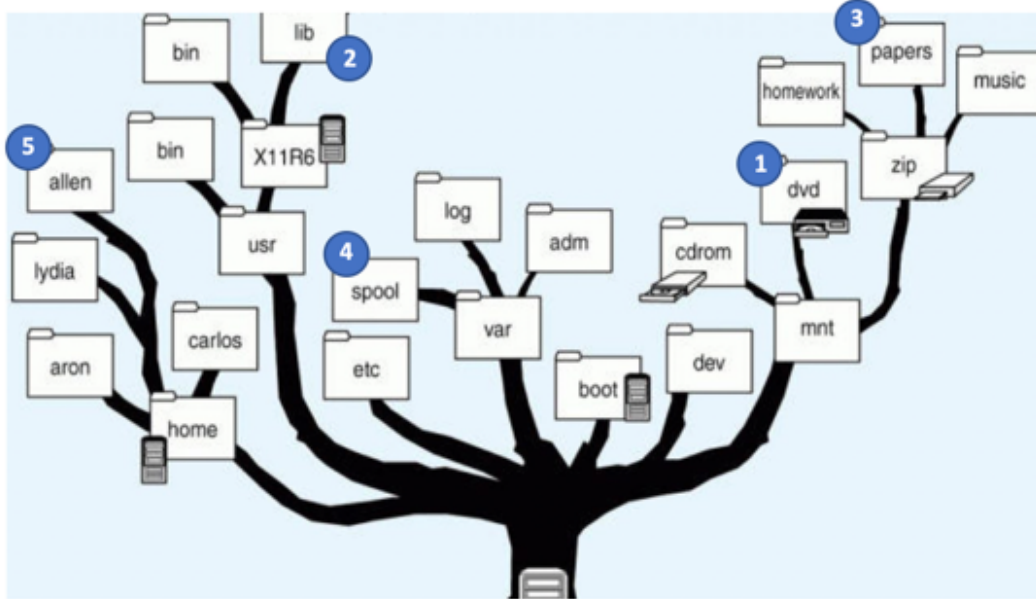 3
lib
papers
bin
2
music
homework
5
bin
X11R6
zip
1
allen
dvd
log
usr
adm
cdrom
4
lydia
spool
var
mnt
carlos
aron
etc
dev
boot
home